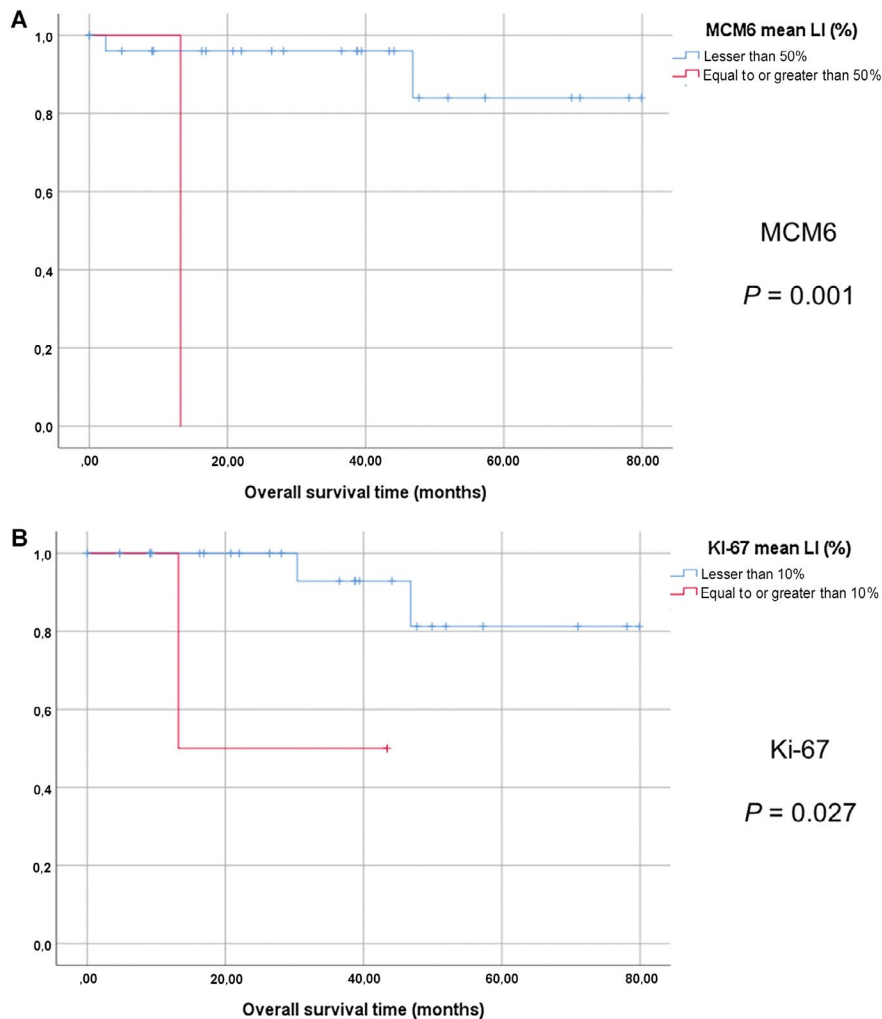 A
MCM6 mean LI (%)
Lesser than 50%
Equal to or greater than 50%
1,0
0,8
0,6
0,4
0,2
0,0
MCM6
P = 0.001
,00 20,00 40,00 60,00 80,00
Overall survival time (months)
B
KI-67 mean LI (%)
Lesser than 10%
Equal to or greater than 10%
1,0
0,8
0,6
0,4
0,2
0,0
Ki-67
P = 0.027
,00 20,00 40,00 60,00 80,00
Overall survival time (months)